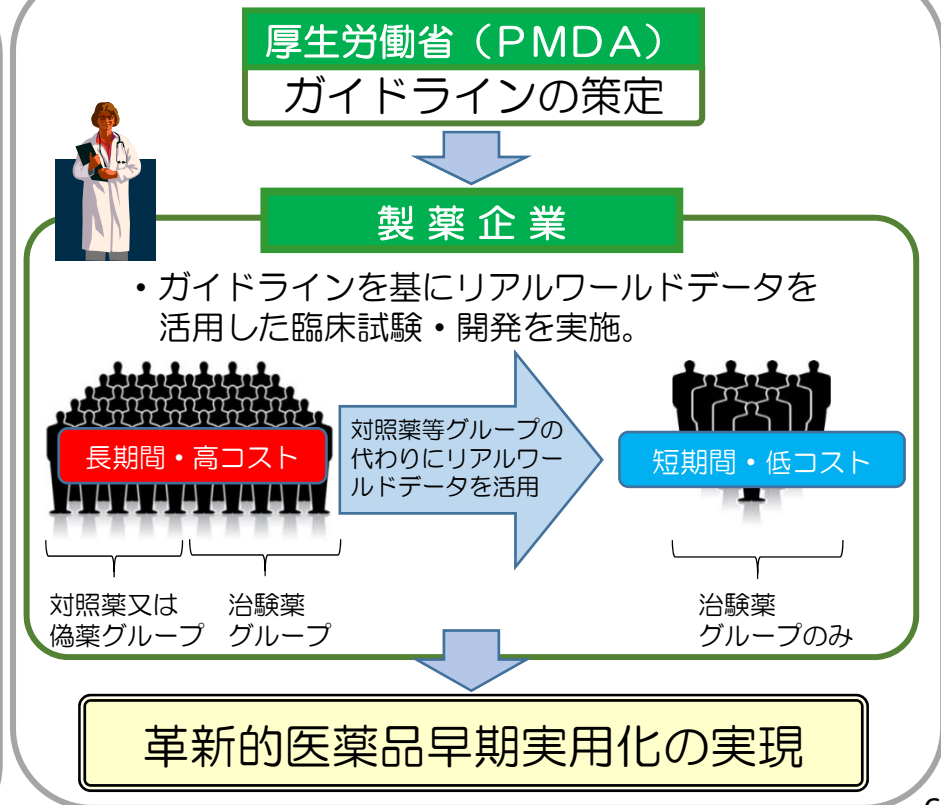 厚生労働省（ＰＭＤＡ）
ガイドラインの策定
製薬企業
・ガイドラインを基にリアルワールドデータを
活用した臨床試験・開発を実施。
長期間・高コスト
対照薬等グループの
代わりにリアルワー
ルドデータを活用
短期間・低コスト
対照薬又は
偽薬グループ
治験薬
グループ
治験薬
グループのみ
革新的医薬品早期実用化の実現